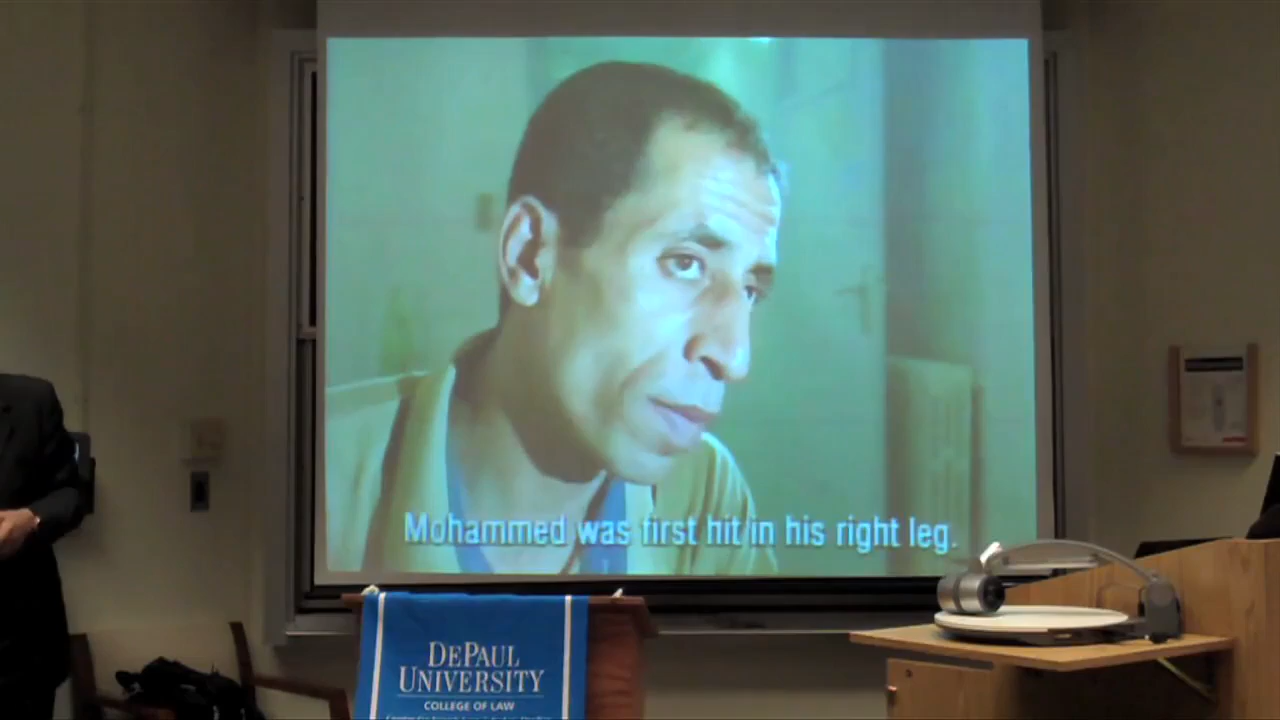 Mohammed was first hit in his right leg.
DEPAUL
UNIVERSITY
COLLEGE OF LAW